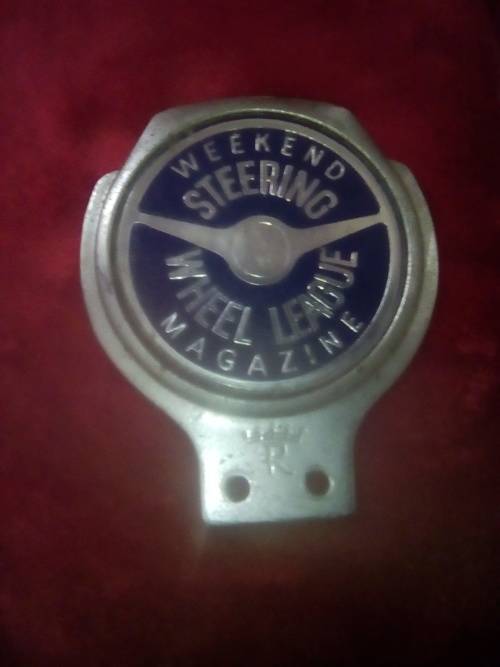 WEEKEND
STEERING
WHEEL LEAGUE
MAGAZINE
R